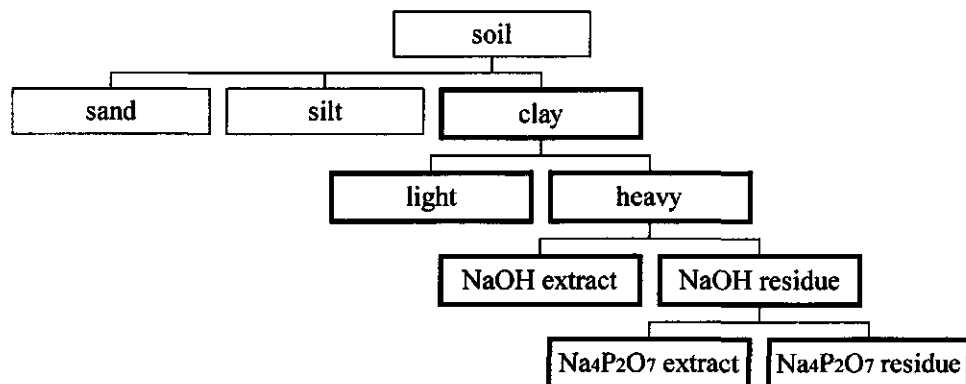 soil
sand silt clay
light heavy
NaOH extract NaOH residue
Na4P2O7 extract Na4P2O7 residue